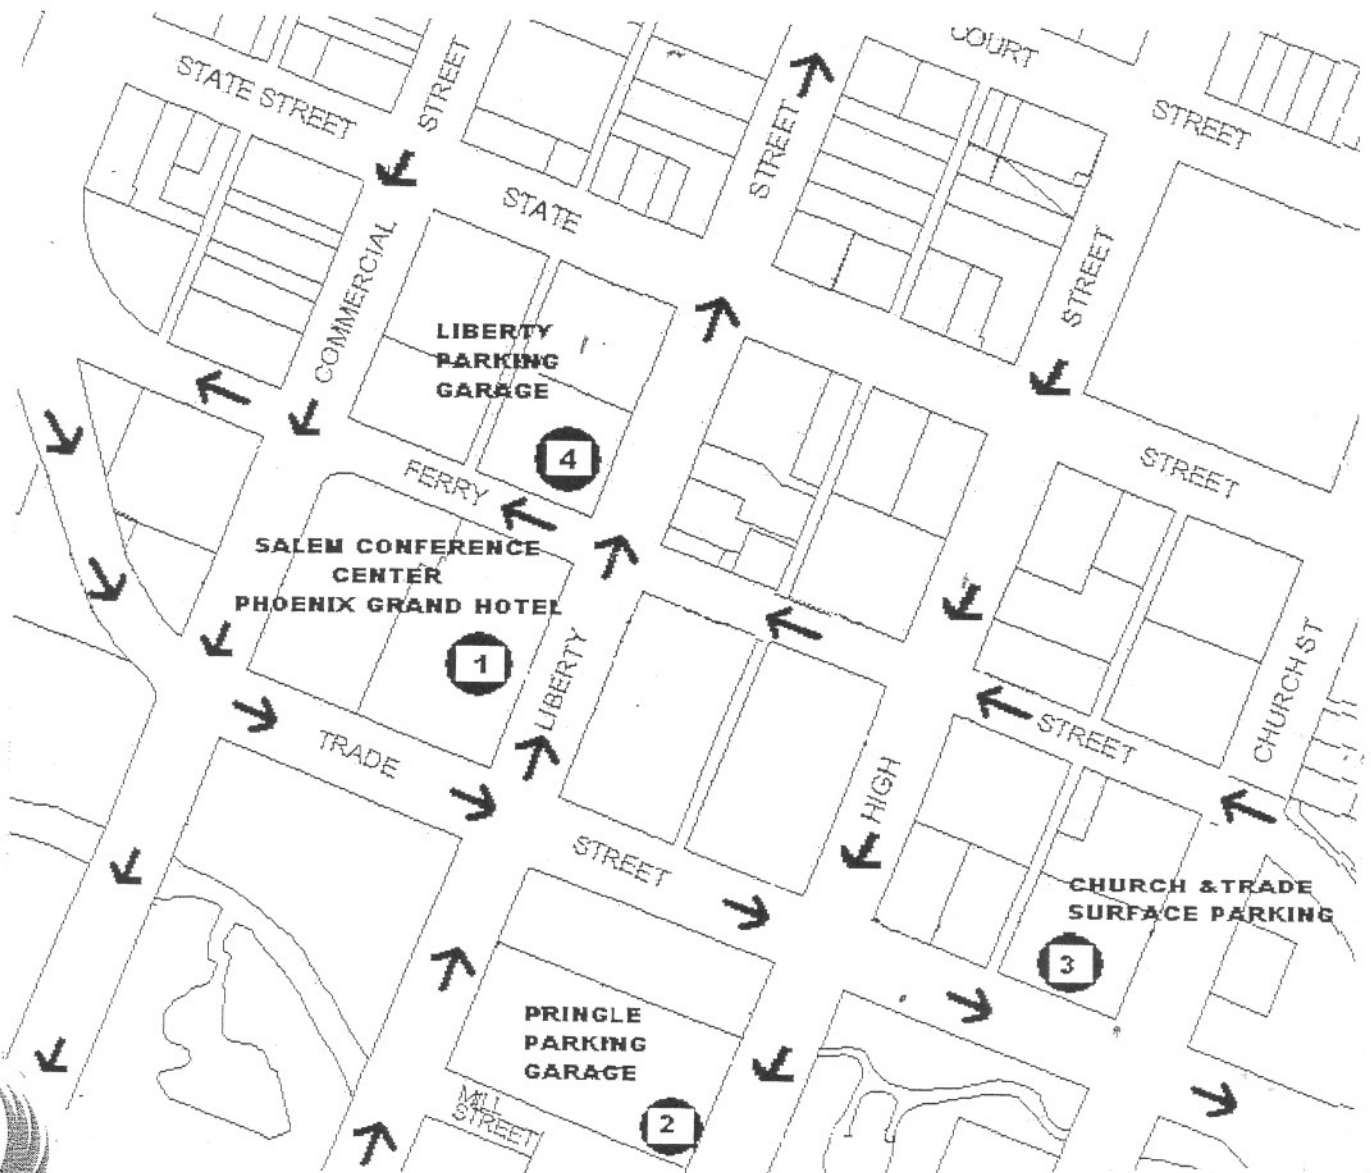 COURT
STREET
STATE STREET
STREET
STREET
STATE
STREET
COMMERCIAL
LIBERTY
PARKING
GARAGE
4
FERRY
STREET
SALEM CONFERENCE
CENTER
PHOENIX GRAND HOTEL
1
LIBERTY
CHURCH ST
STREET
TRADE
HIGH
STREET
CHURCH &TRADE
SURFACE PARKING
3
PRINGLE
PARKING
GARAGE
MILL
STREET
2